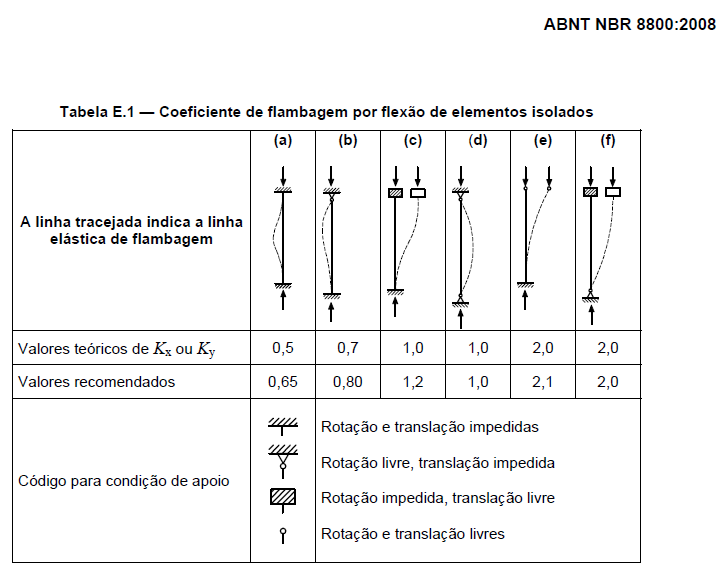 ABNT NBR 8800:2008
Tabela E.1 — Coeficiente de flambagem por flexão de elementos isolados
A linha tracejada indica a linha
elástica de flambagem
(a) (b) (c) (d) (e) (f)
Valores teóricos de Kx ou Ky 0,5 0,7 1,0 1,0 2,0 2,0
Valores recomendados 0,65 0,80 1,2 1,0 2,1 2,0
Código para condição de apoio
Rotação e translação impedidas
Rotação livre, translação impedida
Rotação impedida, translação livre
Rotação e translação livres